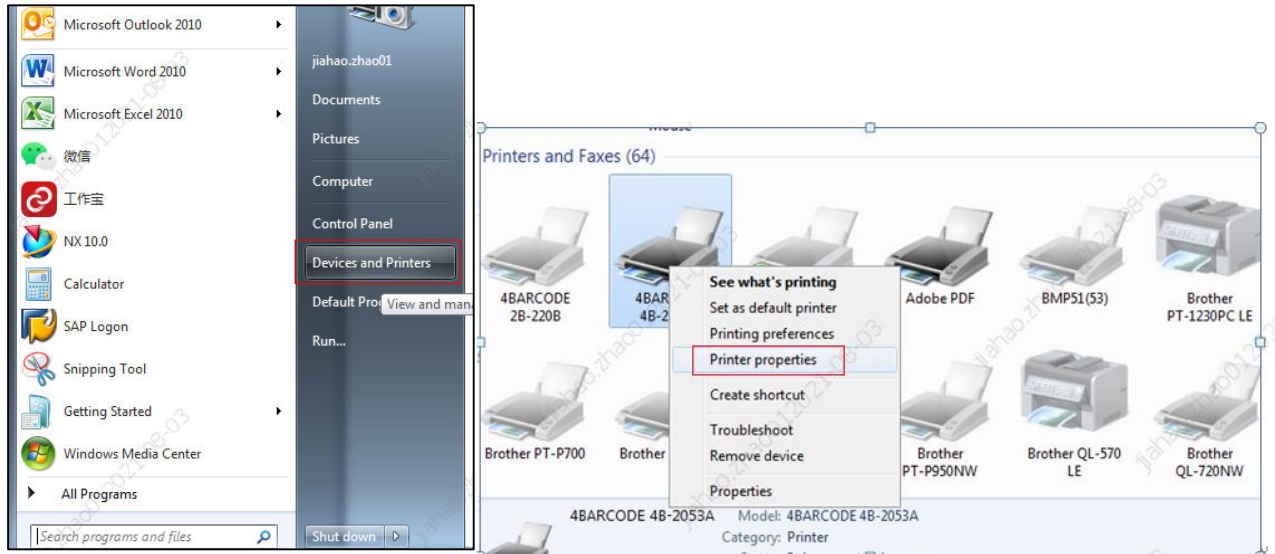 Microsoft Outlook 2010
Microsoft Word 2010
Microsoft Excel 2010
微信
工作宝
NX 10.0
Calculator
SAP Logon
Snipping Tool
Getting Started
Windows Media Center
All Programs
Search programs and files
jiahao.zhao01
Documents
Pictures
Computer
Control Panel
Devices and Printers
Default
View and
Run...
Shut down
Printers and Faxes (64)
4BARCODE
2B-220B
Adobe PDF
BMP51(53)
Brother
PT-1230PC LE
See what's printing
Set as default printer
Printing preferences
Printer properties
Create shortcut
Troubleshoot
Remove device
Properties
Brother PT-P700
Brother
Brother
PT-P950NW
Brother QL-570
LE
Brother
QL-720NW
4BARCODE 4B-2053A
Model: 4BARCODE 4B-2053A
Category: Printer